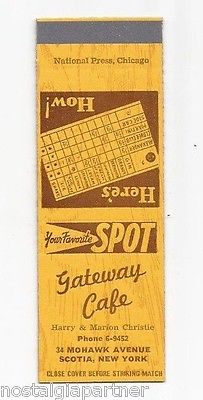 National Press, Chicago
Here's
How!
Your Favorite SPOT
Gateway
Cafe
Harry & Marion Christie
Phone 6-9452
34 MOHAWK AVENUE
SCOTIA, NEW YORK
CLOSE COVER BEFORE STRIKING MATCH
nostalgiapartner